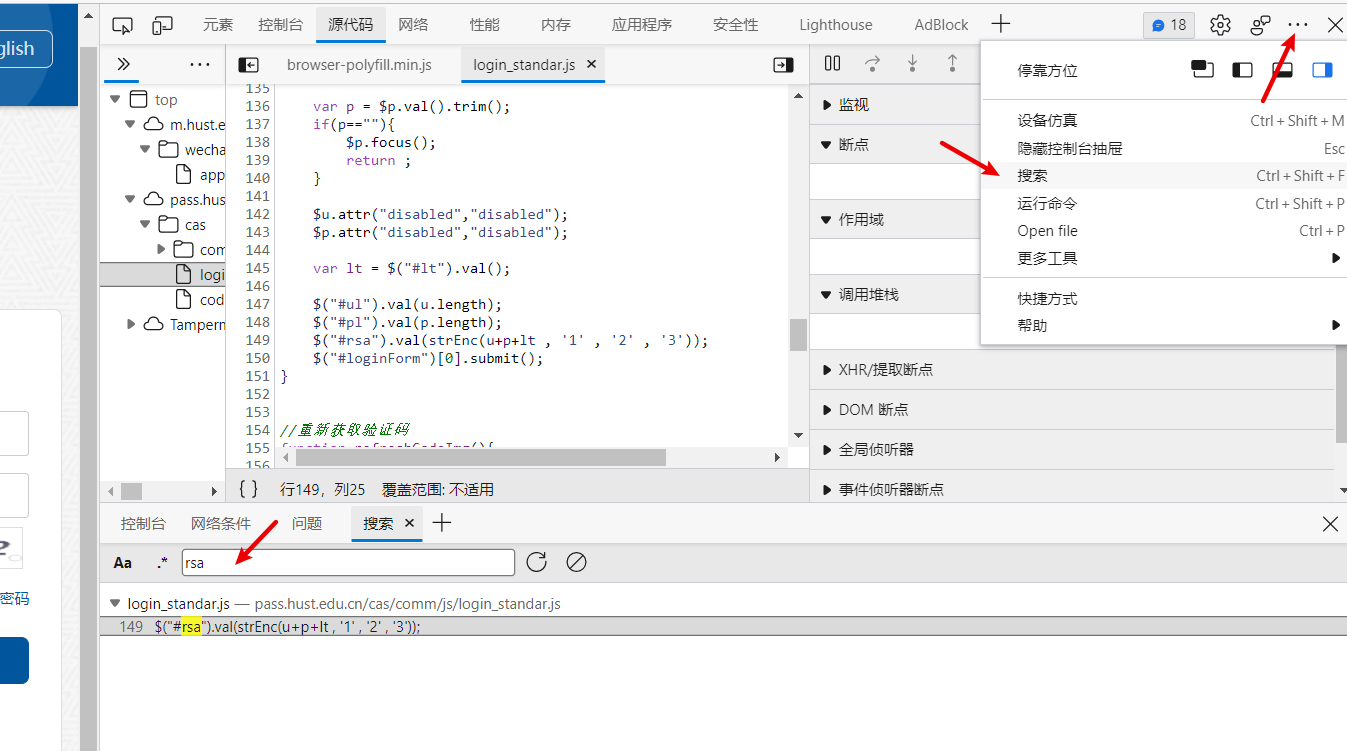 glish
元素 控制台 源代码 网络 性能 内存 应用程序 安全性 Lighthouse AdBlock 18
browser-polyfill.min.js login_standar.js
top
m.hust.e
wecha
app
pass.hus
cas
com
logi
cod
Tamperm
135
136 var p = $p.val().trim();
137 if(p==""){
138 $p.focus();
139 return ;
140 }
141
142 $u.attr("disabled","disabled");
143 $p.attr("disabled","disabled");
144
145 var lt = $("#lt").val();
146
147 $("#ul").val(u.length);
148 $("#pl").val(p.length);
149 $("#rsa").val(strEnc(u+p+lt , '1' , '2' , '3'));
150 $("#loginForm")[0].submit();
151 }
152
153
154 //重新获取验证码
155 function refreshCodeImg(){
156
{ } 行149，列25 覆盖范围: 不适用
监视
断点
作用域
调用堆栈
XHR/提取断点
DOM 断点
全局侦听器
事件侦听器断点
停靠方位
设备仿真 Ctrl + Shift + M
隐藏控制台抽屉 Esc
搜索 Ctrl + Shift + F
运行命令 Ctrl + Shift + P
Open file Ctrl + P
更多工具
快捷方式
帮助
控制台 网络条件 问题 搜索
Aa .* rsa
密码
login_standar.js — pass.hust.edu.cn/cas/comm/js/login_standar.js
149 $("#rsa").val(strEnc(u+p+lt , '1' , '2' , '3'));